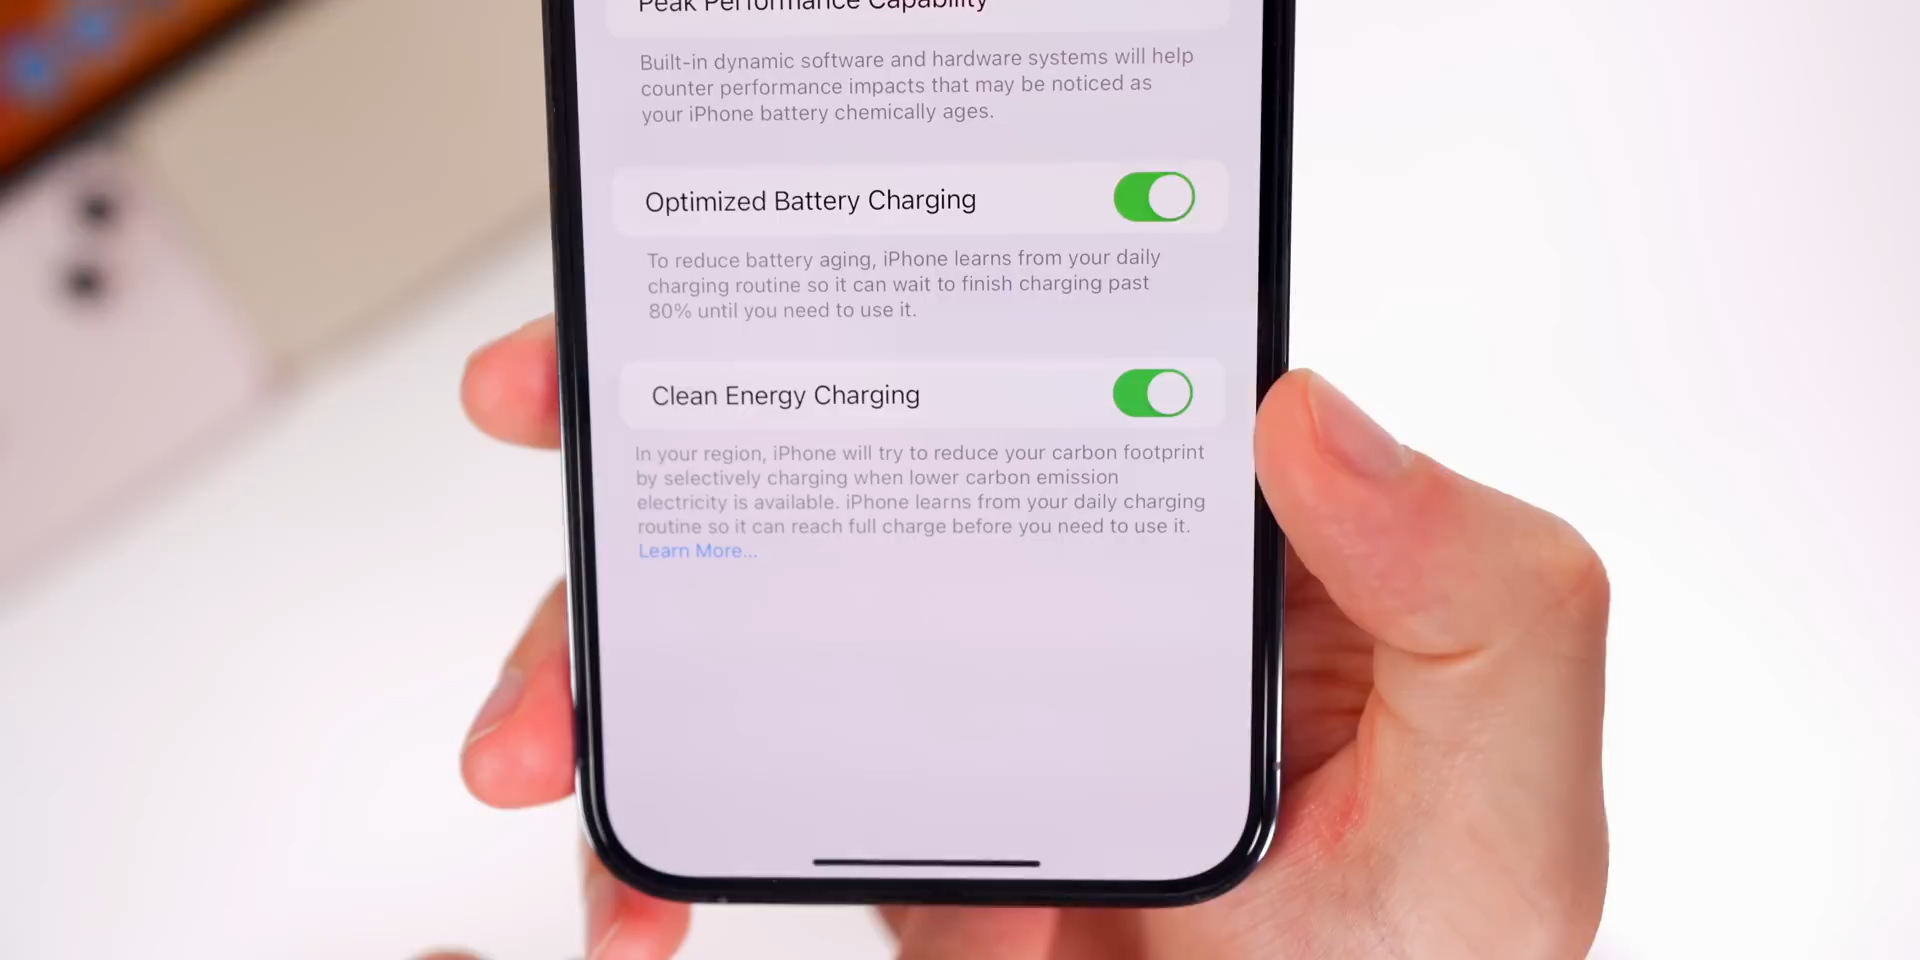 Peak Performance Capability
Built-in dynamic software and hardware systems will help
counter performance impacts that may be noticed as
your iPhone battery chemically ages.
Optimized Battery Charging
To reduce battery aging, iPhone learns from your daily
charging routine so it can wait to finish charging past
80% until you need to use it.
Clean Energy Charging
In your region, iPhone will try to reduce your carbon footprint
by selectively charging when lower carbon emission
electricity is available. iPhone learns from your daily charging
routine so it can reach full charge before you need to use it.
Learn More...